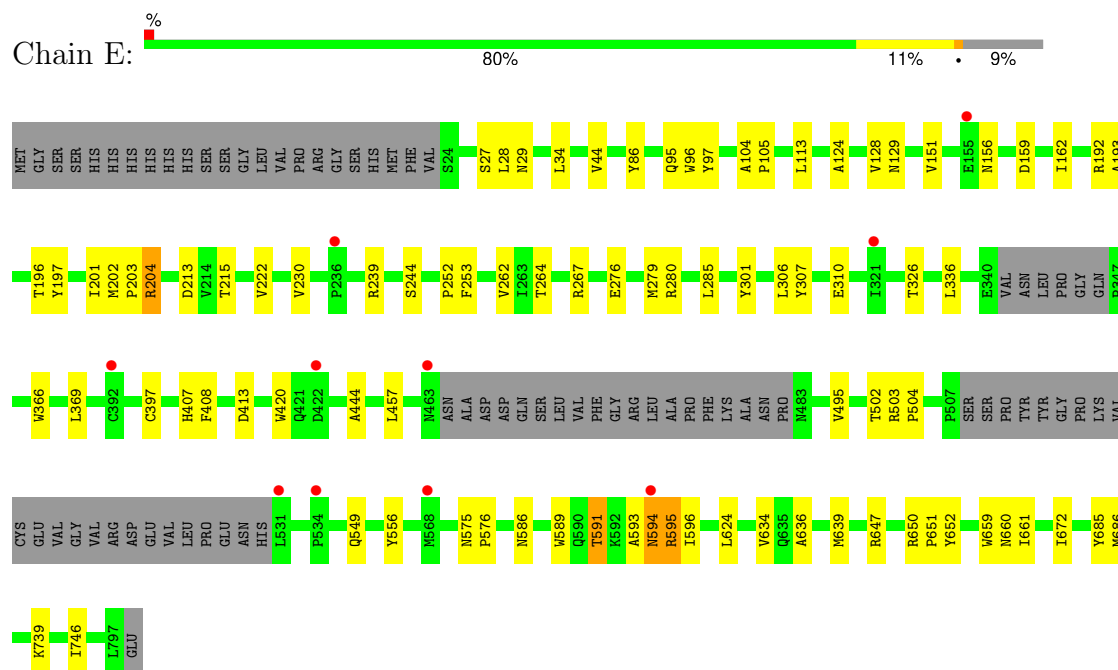 %
Chain E:
80% 11% • 9%
MET GLY SER SER HIS HIS HIS HIS HIS HIS SER SER GLY LEU VAL PRO ARG GLY SER HIS MET PHE VAL S24 S27 L28 N29 L34 V44 Y86 Q95 W96 Y97 A104 P105 L113 A124 V128 N129 V151 E155 N156 D159 I162 R192 A193
T196 Y197 I201 M202 P203 R204 D213 V214 T215 V222 V230 P236 R239 S244 P252 F253 V262 I263 T264 R267 E276 M279 R280 L285 Y301 L306 Y307 E310 I321 T326 L336 E340 VAL ASN LEU PRO GLY GLN R347
W366 L369 C392 C397 H407 F408 D413 W420 Q421 D422 A444 L457 N463 ASN ALA ASP ASP GLN SER LEU VAL PHE GLY ARG LEU ALA PRO PHE LYS ALA ASN PRO N483 V495 T502 R503 P504 P507 SER SER PRO TYR TYR GLY PRO LYS VAL
CYS GLU VAL GLY VAL ARG ASP GLU VAL LEU PRO GLU ASN HIS L531 P534 Q549 Y556 M568 N575 P576 N586 W589 Q590 T591 K592 A593 N594 R595 I596 L624 V634 Q635 A636 M639 R647 R650 P651 Y652 W659 N660 I661 I672 Y685 M686
K739 I746 L797 GLU